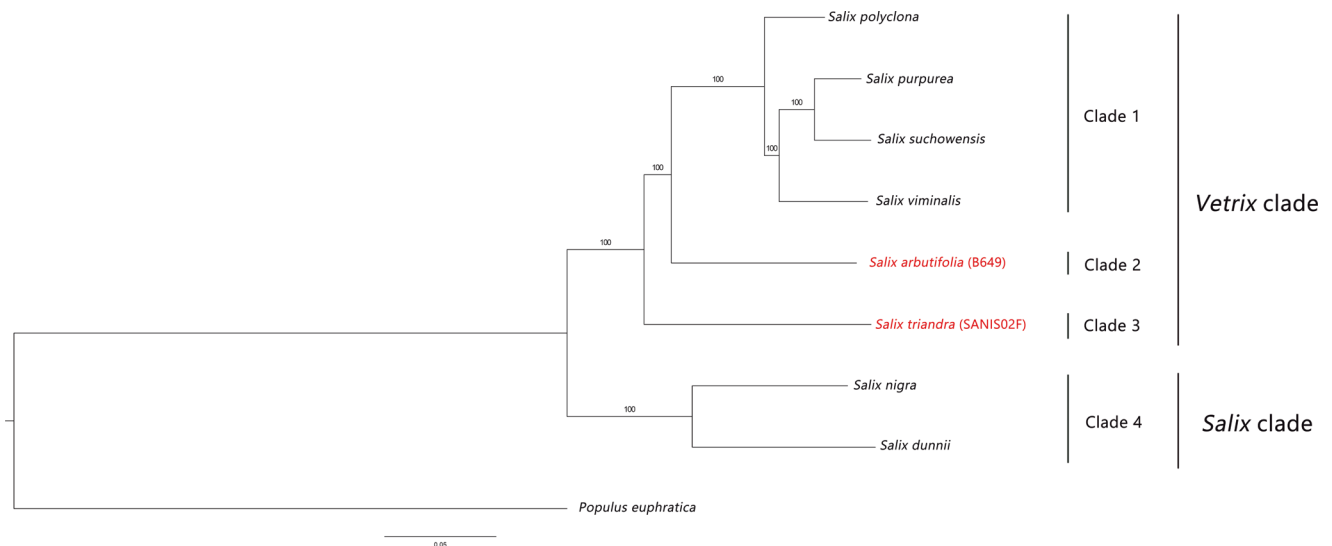 Salix polyclona
100
Salix purpurea
100
Clade 1
Salix suchowensis
100
100
Salix viminalis
Vetrix clade
100
Salix arbutifolia (B649)
Clade 2
Salix triandra (SANIS02F)
Clade 3
Salix nigra
100
Clade 4
Salix clade
Salix dunnii
Populus euphratica
0.05